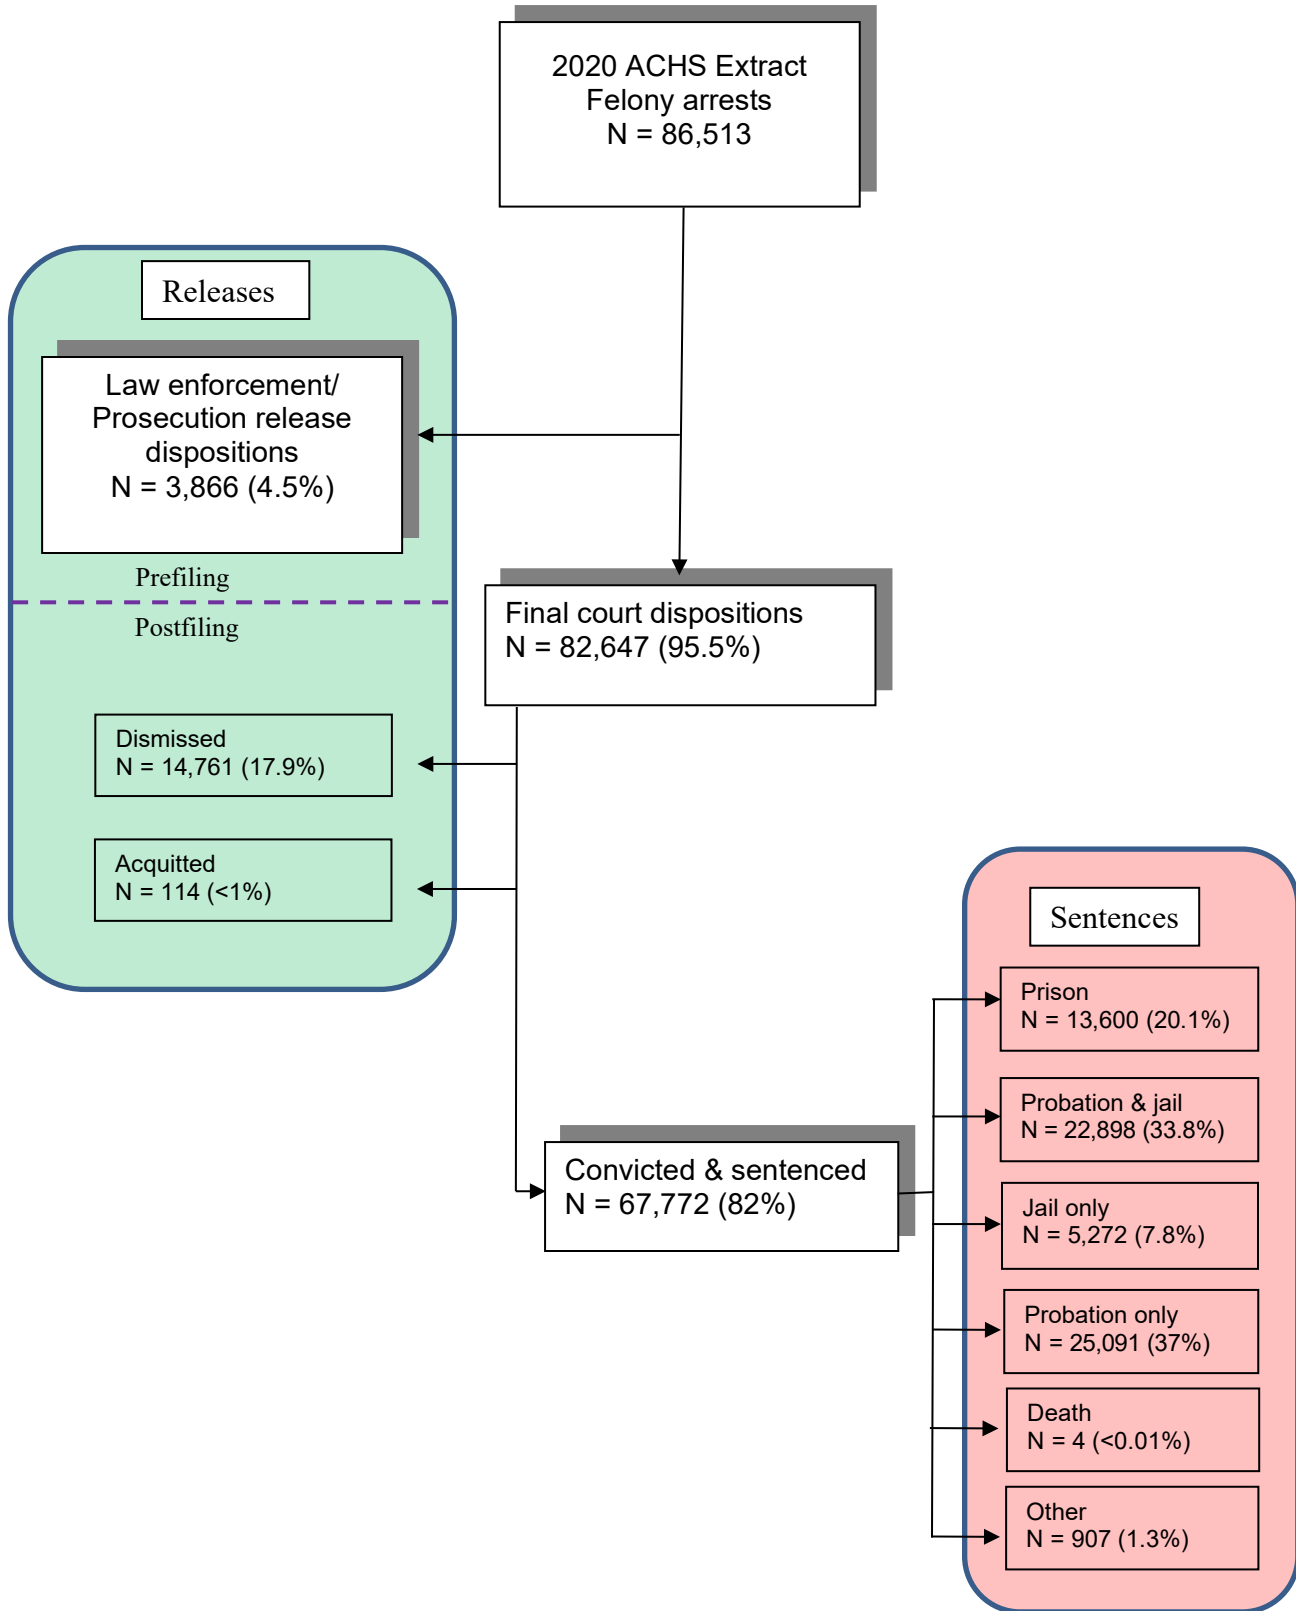 2020 ACHS Extract
Felony arrests
N = 86,513
Releases
Law enforcement/
Prosecution release
dispositions
N = 3,866 (4.5%)
Prefiling
Postfiling
Final court dispositions
N = 82,647 (95.5%)
Dismissed
N = 14,761 (17.9%)
Acquitted
N = 114 (<1%)
Convicted & sentenced
N = 67,772 (82%)
Sentences
Prison
N = 13,600 (20.1%)
Probation & jail
N = 22,898 (33.8%)
Jail only
N = 5,272 (7.8%)
Probation only
N = 25,091 (37%)
Death
N = 4 (<0.01%)
Other
N = 907 (1.3%)